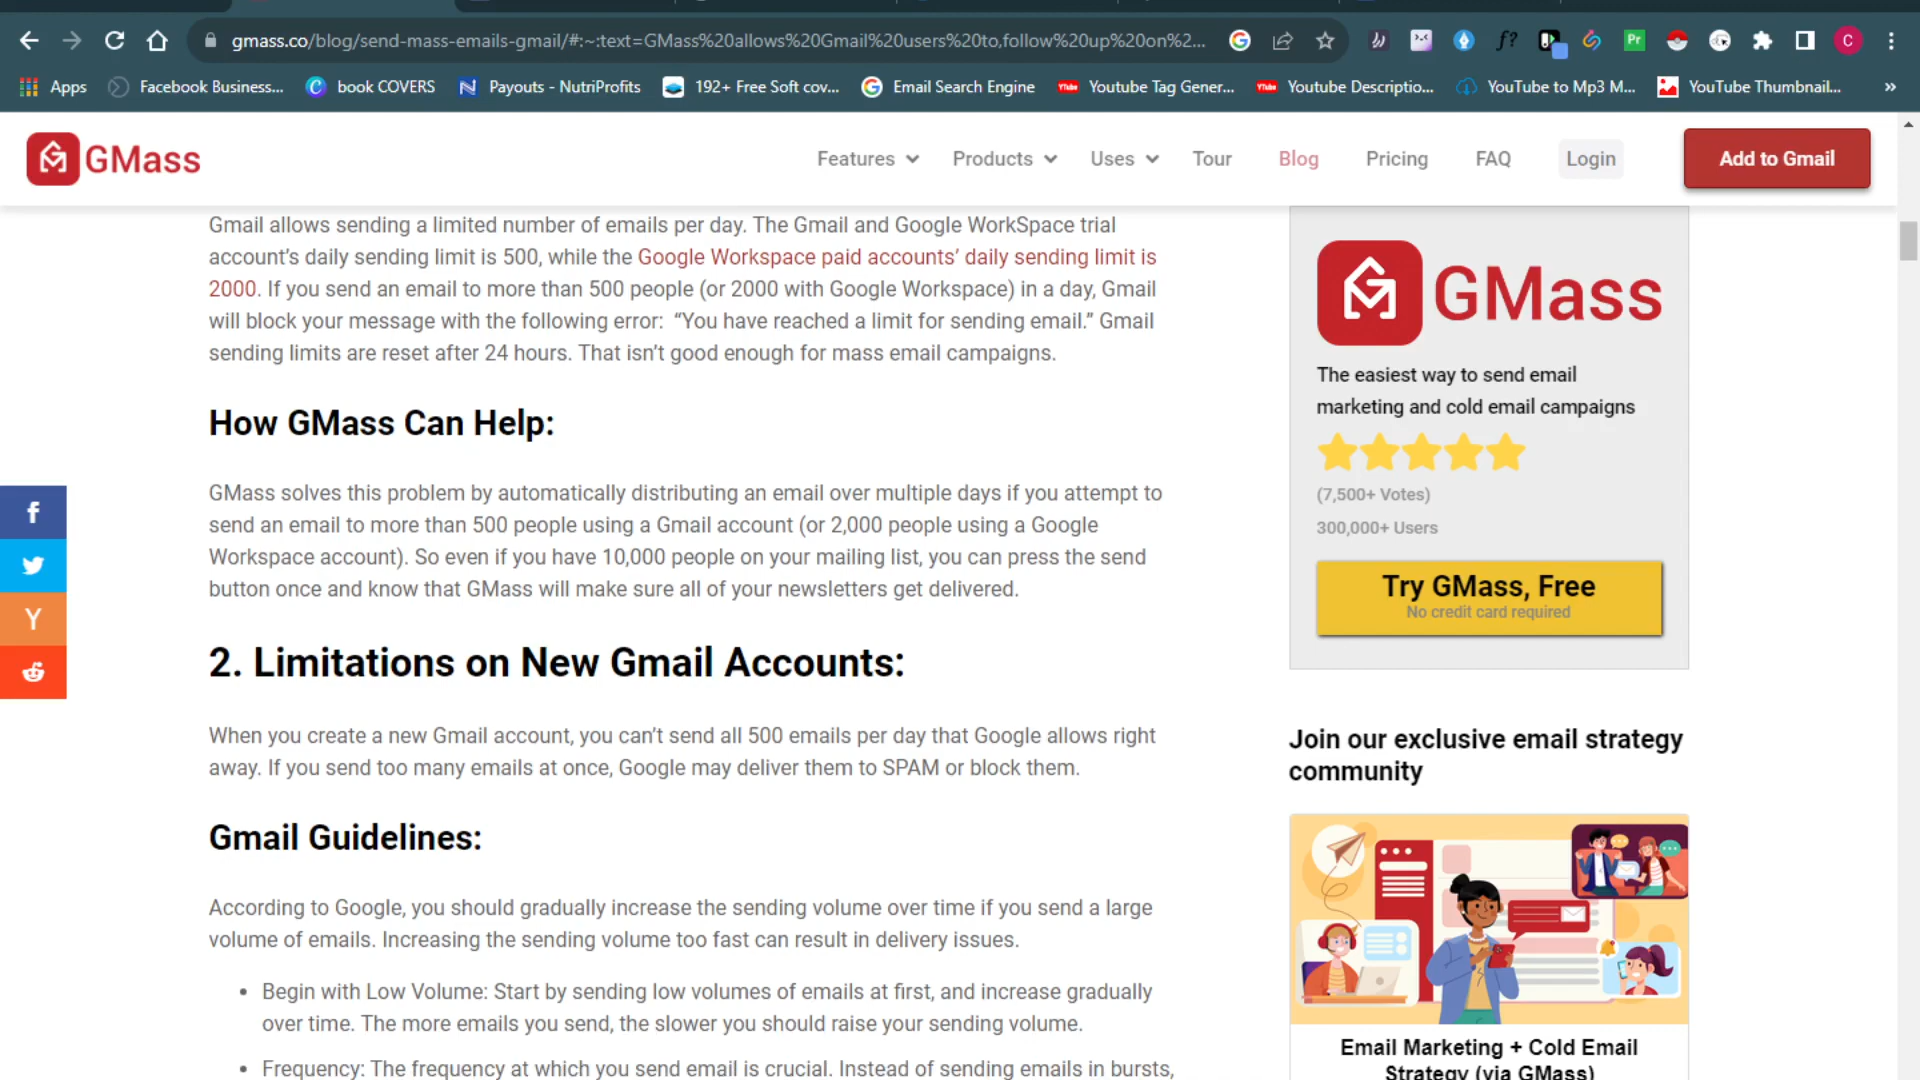 gmass.co/blog/send-mass-emails-gmail/#:~:text=GMass%20allows%20Gmail%20users%20to,follow%20up%20on%2...
f?
Pr
C
Apps
Facebook Business...
book COVERS
Payouts - NutriProfits
192+ Free Soft cov...
Email Search Engine
Youtube Tag Gener...
Youtube Descriptio...
YouTube to Mp3 M...
YouTube Thumbnail...
»
GMass
Features
Products
Uses
Tour
Blog
Pricing
FAQ
Login
Add to Gmail
Gmail allows sending a limited number of emails per day. The Gmail and Google WorkSpace trial
account’s daily sending limit is 500, while the Google Workspace paid accounts’ daily sending limit is
2000. If you send an email to more than 500 people (or 2000 with Google Workspace) in a day, Gmail
will block your message with the following error:  “You have reached a limit for sending email.” Gmail
sending limits are reset after 24 hours. That isn’t good enough for mass email campaigns.
How GMass Can Help:
GMass solves this problem by automatically distributing an email over multiple days if you attempt to
send an email to more than 500 people using a Gmail account (or 2,000 people using a Google
Workspace account). So even if you have 10,000 people on your mailing list, you can press the send
button once and know that GMass will make sure all of your newsletters get delivered.
2. Limitations on New Gmail Accounts:
When you create a new Gmail account, you can’t send all 500 emails per day that Google allows right
away. If you send too many emails at once, Google may deliver them to SPAM or block them.
Gmail Guidelines:
According to Google, you should gradually increase the sending volume over time if you send a large
volume of emails. Increasing the sending volume too fast can result in delivery issues.
• Begin with Low Volume: Start by sending low volumes of emails at first, and increase gradually
over time. The more emails you send, the slower you should raise your sending volume.
• Frequency: The frequency at which you send email is crucial. Instead of sending emails in bursts,
GMass
The easiest way to send email
marketing and cold email campaigns
(7,500+ Votes)
300,000+ Users
Try GMass, Free
No credit card required
Join our exclusive email strategy
community
Email Marketing + Cold Email
Strategy (via GMass)